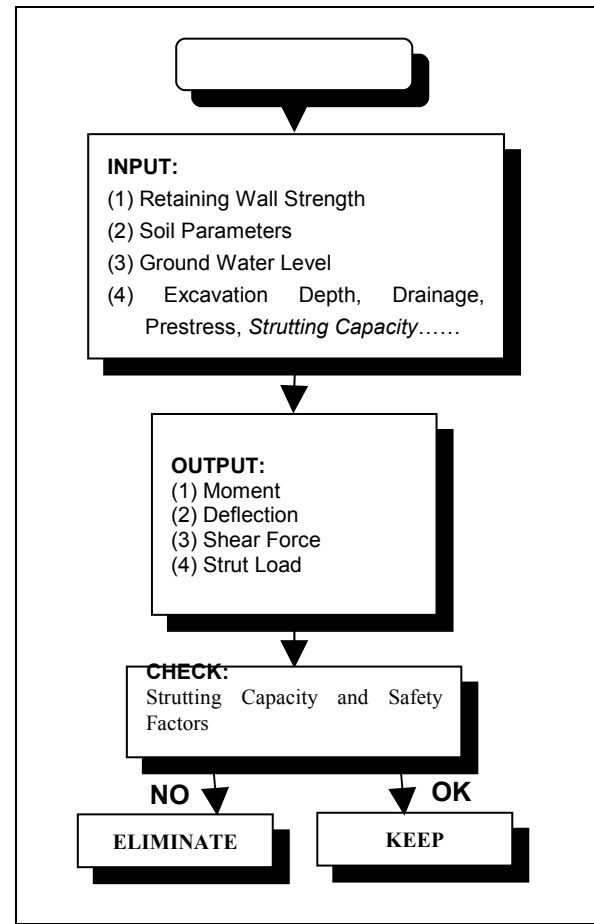 INPUT:
(1) Retaining Wall Strength
(2) Soil Parameters
(3) Ground Water Level
(4) Excavation Depth, Drainage,
Prestress, Strutting Capacity……
OUTPUT:
(1) Moment
(2) Deflection
(3) Shear Force
(4) Strut Load
CHECK:
Strutting Capacity and Safety
Factors
NO
OK
ELIMINATE
KEEP